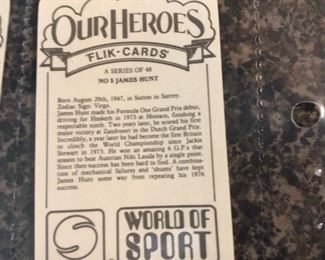 OUR HEROES
'FLIK-CARDS'
A SERIES OF 48
NO 5 JAMES HUNT
Born August 29th, 1947, in Sutton in Surrey.
Zodiac Sign: Virgo.
James Hunt made his Formula One Grand Prix debut,
driving for Hesketh in 1973 at Monaco, finishing a
respectable ninth. Two years later, he scored his first
major victory at Zandvoort in the Dutch Grand Prix.
Incredibly, a year later he had become the first Britain
to clinch the World Championship since Jackie
Stewart in 1973. He won an amazing 6 G.P's that
season to beat Austrian Niki Lauda by a single point.
Since then success has been hard to find. A combina-
tion of mechanical failures and 'shunts' have kept
James Hunt some way from repeating his 1976
success.
WORLD OF
SPORT